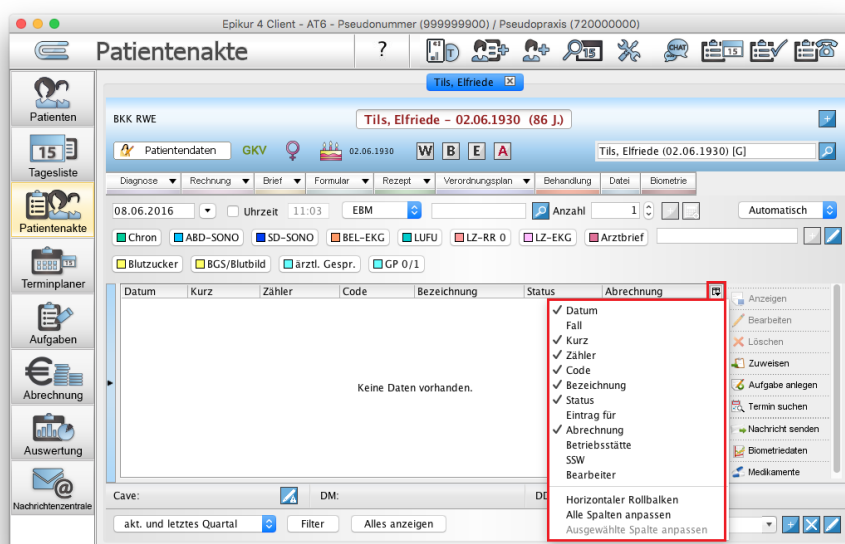 Epikur 4 Client - AT6 - Pseudonummer (999999900) / Pseudopraxis (720000000)
Patientenakte
?
T
15
CHAT
15
Patienten
15
Tagesliste
Patientenakte
15
Terminplaner
Aufgaben
Abrechnung
Auswertung
Nachrichtenzentrale
Tils, Elfriede
BKK RWE
Tils, Elfriede - 02.06.1930 (86 J.)
Patientendaten
GKV
02.06.1930
W B E A
Tils, Elfriede (02.06.1930) [G]
Diagnose Rechnung Brief Formular Rezept Verordnungsplan Behandlung Datei Biometrie
08.06.2016 Uhrzeit 11:03 EBM Anzahl 1 Automatisch
Chron ABD-SONO SD-SONO BEL-EKG LUFU LZ-RR 0 LZ-EKG Arztbrief
Blutzucker BGS/Blutbild ärztl. Gespr. GP 0/1
Datum Kurz Zähler Code Bezeichnung Status Abrechnung
Keine Daten vorhanden.
Datum
Fall
Kurz
Zähler
Code
Bezeichnung
Status
Eintrag für
Abrechnung
Betriebsstätte
SSW
Bearbeiter
Horizontaler Rollbalken
Alle Spalten anpassen
Ausgewählte Spalte anpassen
Anzeigen
Bearbeiten
Löschen
Zuweisen
Aufgabe anlegen
Termin suchen
Nachricht senden
Biometriedaten
Medikamente
Cave: DM:
akt. und letztes Quartal Filter Alles anzeigen